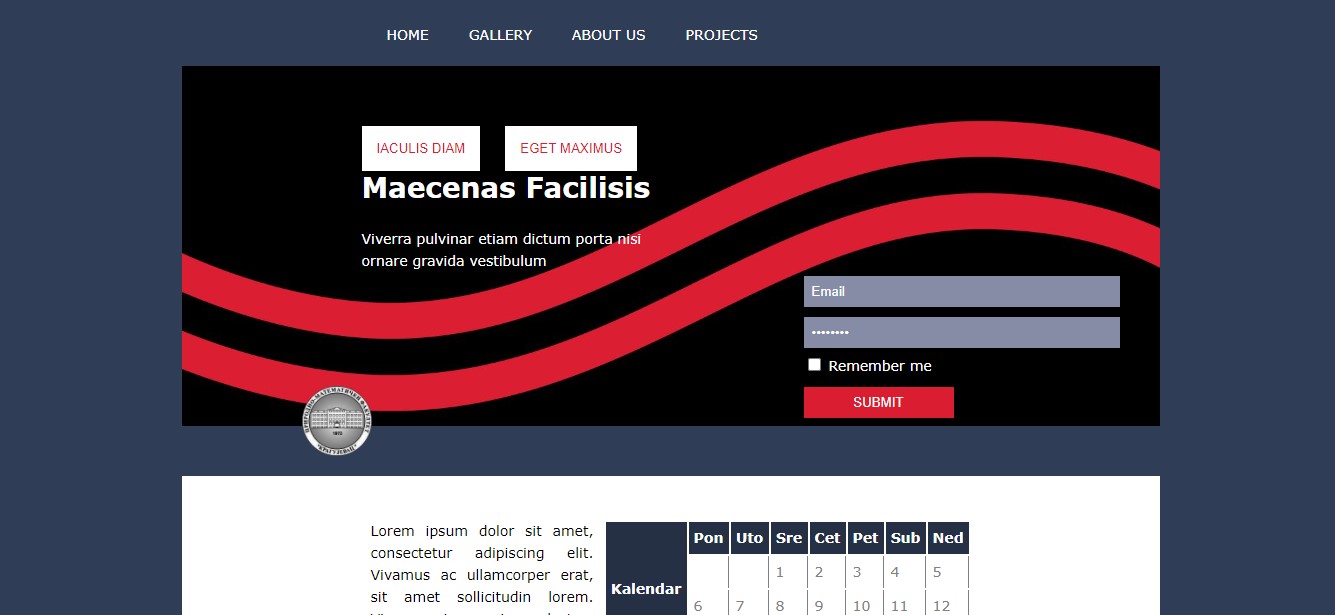 HOME GALLERY ABOUT US PROJECTS
IACULIS DIAM EGET MAXIMUS
Maecenas Facilisis
Viverra pulvinar etiam dictum porta nisi
ornare gravida vestibulum
Email
••••••••
Remember me
SUBMIT
1972
Lorem ipsum dolor sit amet,
consectetur adipiscing elit.
Vivamus ac ullamcorper erat,
sit amet sollicitudin lorem.
Kalendar
Pon Uto Sre Cet Pet Sub Ned
1 2 3 4 5
6 7 8 9 10 11 12